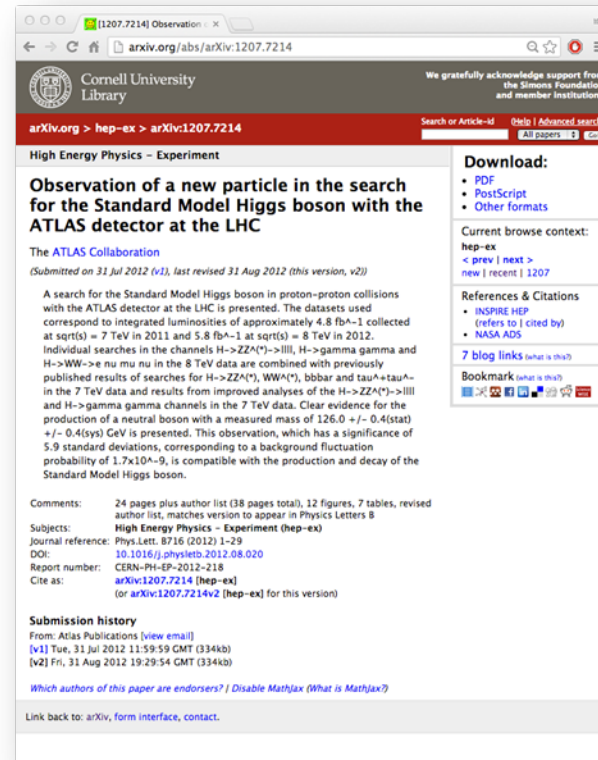 [1207.7214] Observation
arxiv.org/abs/arXiv:1207.7214
Cornell University
Library
We gratefully acknowledge support from
the Simons Foundation
and member institutions
arXiv.org > hep-ex > arXiv:1207.7214
Search or Article-id
(Help | Advanced search)
All papers
Go
High Energy Physics – Experiment
Observation of a new particle in the search
for the Standard Model Higgs boson with the
ATLAS detector at the LHC
The ATLAS Collaboration
(Submitted on 31 Jul 2012 (v1), last revised 31 Aug 2012 (this version, v2))
A search for the Standard Model Higgs boson in proton-proton collisions
with the ATLAS detector at the LHC is presented. The datasets used
correspond to integrated luminosities of approximately 4.8 fb^-1 collected
at sqrt(s) = 7 TeV in 2011 and 5.8 fb^-1 at sqrt(s) = 8 TeV in 2012.
Individual searches in the channels H->ZZ^(*)->llll, H->gamma gamma and
H->WW->e nu mu nu in the 8 TeV data are combined with previously
published results of searches for H->ZZ^(*), WW^(*), bbbar and tau^+tau^-
in the 7 TeV data and results from improved analyses of the H->ZZ^(*)->llll
and H->gamma gamma channels in the 7 TeV data. Clear evidence for the
production of a neutral boson with a measured mass of 126.0 +/- 0.4(stat)
+/- 0.4(sys) GeV is presented. This observation, which has a significance of
5.9 standard deviations, corresponding to a background fluctuation
probability of 1.7x10^-9, is compatible with the production and decay of the
Standard Model Higgs boson.
Comments: 24 pages plus author list (38 pages total), 12 figures, 7 tables, revised
author list, matches version to appear in Physics Letters B
Subjects: High Energy Physics – Experiment (hep-ex)
Journal reference: Phys.Lett. B716 (2012) 1-29
DOI: 10.1016/j.physletb.2012.08.020
Report number: CERN-PH-EP-2012-218
Cite as: arXiv:1207.7214 [hep-ex]
(or arXiv:1207.7214v2 [hep-ex] for this version)
Submission history
From: Atlas Publications [view email]
[v1] Tue, 31 Jul 2012 11:59:59 GMT (334kb)
[v2] Fri, 31 Aug 2012 19:29:54 GMT (334kb)
Which authors of this paper are endorsers? | Disable MathJax (What is MathJax?)
Link back to: arXiv, form interface, contact.
Download:
• PDF
• PostScript
• Other formats
Current browse context:
hep-ex
< prev | next >
new | recent | 1207
References & Citations
• INSPIRE HEP
(refers to | cited by)
• NASA ADS
7 blog links (what is this?)
Bookmark (what is this?)